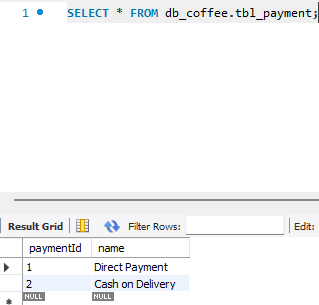 1 SELECT * FROM db_coffee.tbl_payment;
Result Grid Filter Rows: Edit:
paymentId name
1 Direct Payment
2 Cash on Delivery
NULL NULL